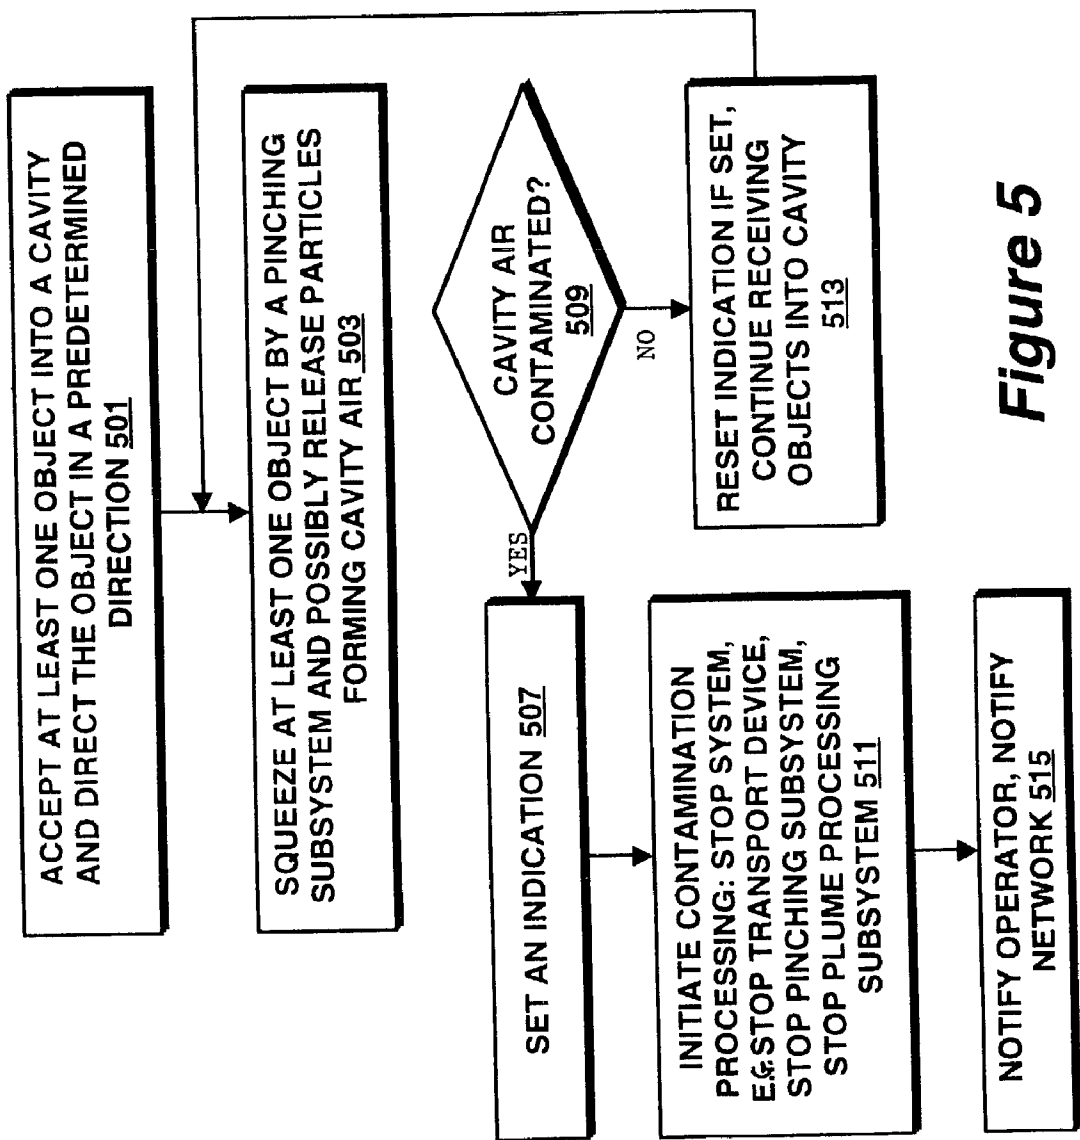 ACCEPT AT LEAST ONE OBJECT INTO A CAVITY
AND DIRECT THE OBJECT IN A PREDETERMINED
DIRECTION 501
SQUEEZE AT LEAST ONE OBJECT BY A PINCHING
SUBSYSTEM AND POSSIBLY RELEASE PARTICLES
FORMING CAVITY AIR 503
CAVITY AIR
CONTAMINATED?
509
YES
NO
SET AN INDICATION 507
RESET INDICATION IF SET,
CONTINUE RECEIVING
OBJECTS INTO CAVITY
513
INITIATE CONTAMINATION
PROCESSING: STOP SYSTEM,
E.G. STOP TRANSPORT DEVICE,
STOP PINCHING SUBSYSTEM,
STOP PLUME PROCESSING
SUBSYSTEM 511
NOTIFY OPERATOR, NOTIFY
NETWORK 515
Figure 5